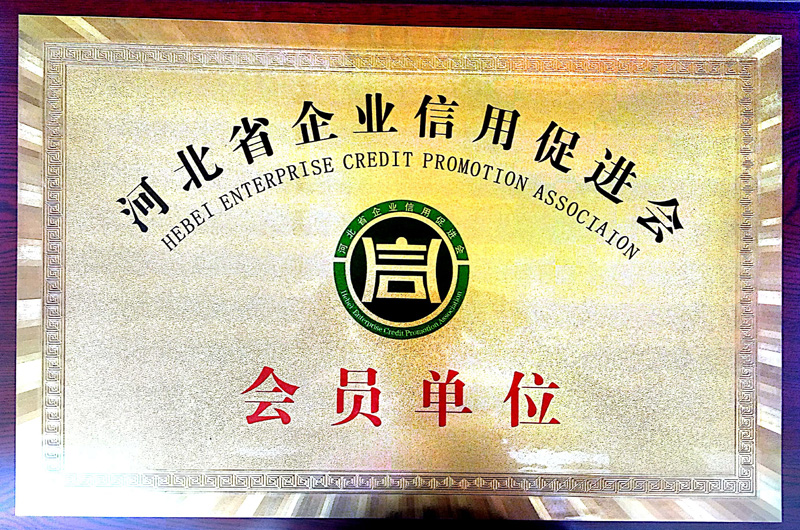 河北省企业信用促进会
HEBEI ENTERPRISE CREDIT PROMOTION ASSOCIAION
河北省企业信用促进会
Hebei Enterprise Credit Promotion Association
会员单位